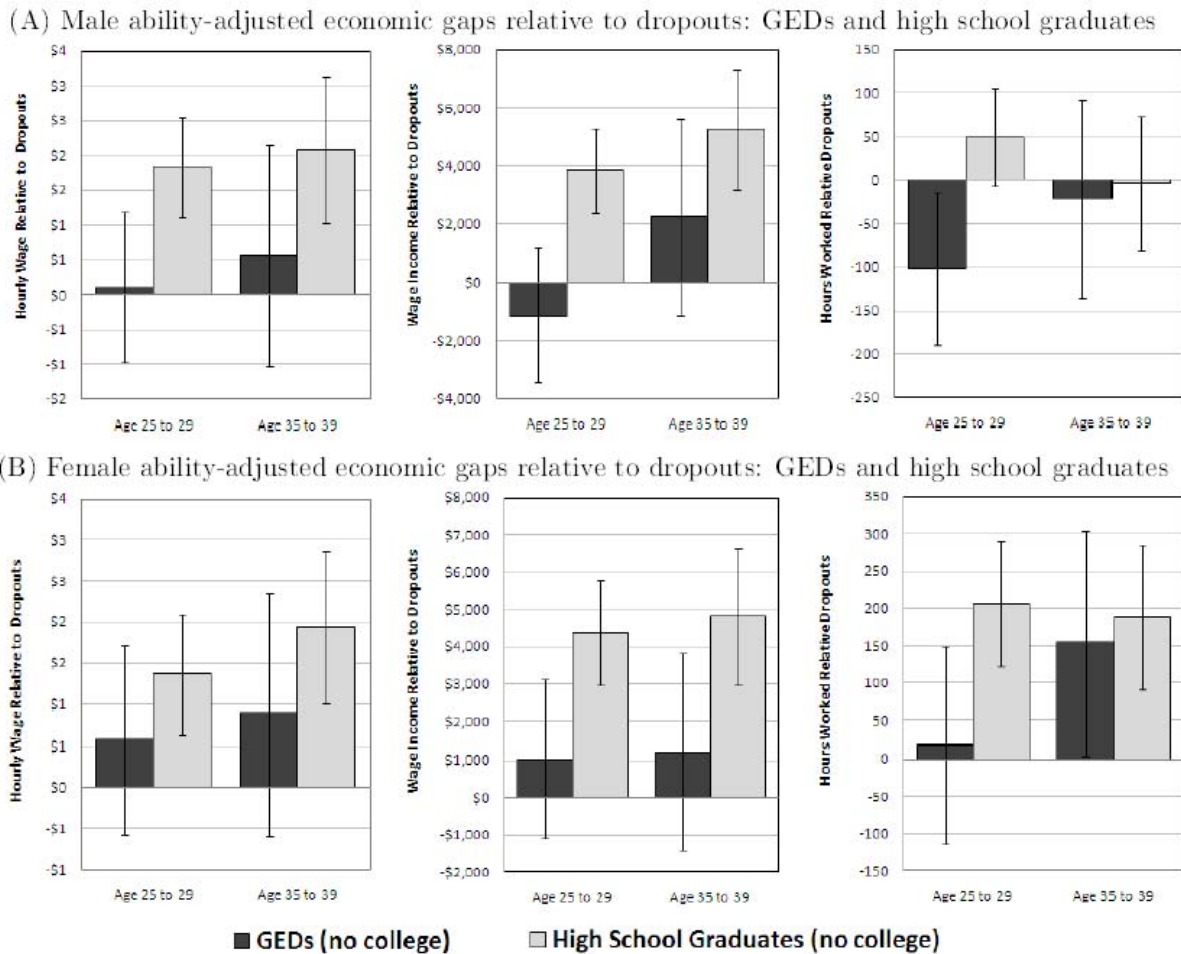 (A) Male ability-adjusted economic gaps relative to dropouts: GEDs and high school graduates
Hourly Wage Relative to Dropouts
$4
$3
$3
$2
$2
$1
$1
$0
-$1
-$1
-$2
Age 25 to 29
Age 35 to 39
Wage Income Relative to Dropouts
$8,000
$6,000
$4,000
$2,000
$0
-$2,000
-$4,000
Age 25 to 29
Age 35 to 39
Hours Worked Relative Dropouts
150
100
50
0
-50
-100
-150
-200
-250
Age 25 to 29
Age 35 to 39
(B) Female ability-adjusted economic gaps relative to dropouts: GEDs and high school graduates
Hourly Wage Relative to Dropouts
$4
$3
$3
$2
$2
$1
$1
$0
-$1
-$1
Age 25 to 29
Age 35 to 39
Wage Income Relative to Dropouts
$8,000
$7,000
$6,000
$5,000
$4,000
$3,000
$2,000
$1,000
$0
-$1,000
-$2,000
Age 25 to 29
Age 35 to 39
Hours Worked Relative Dropouts
350
300
250
200
150
100
50
0
-50
-100
-150
Age 25 to 29
Age 35 to 39
GEDs (no college)
High School Graduates (no college)